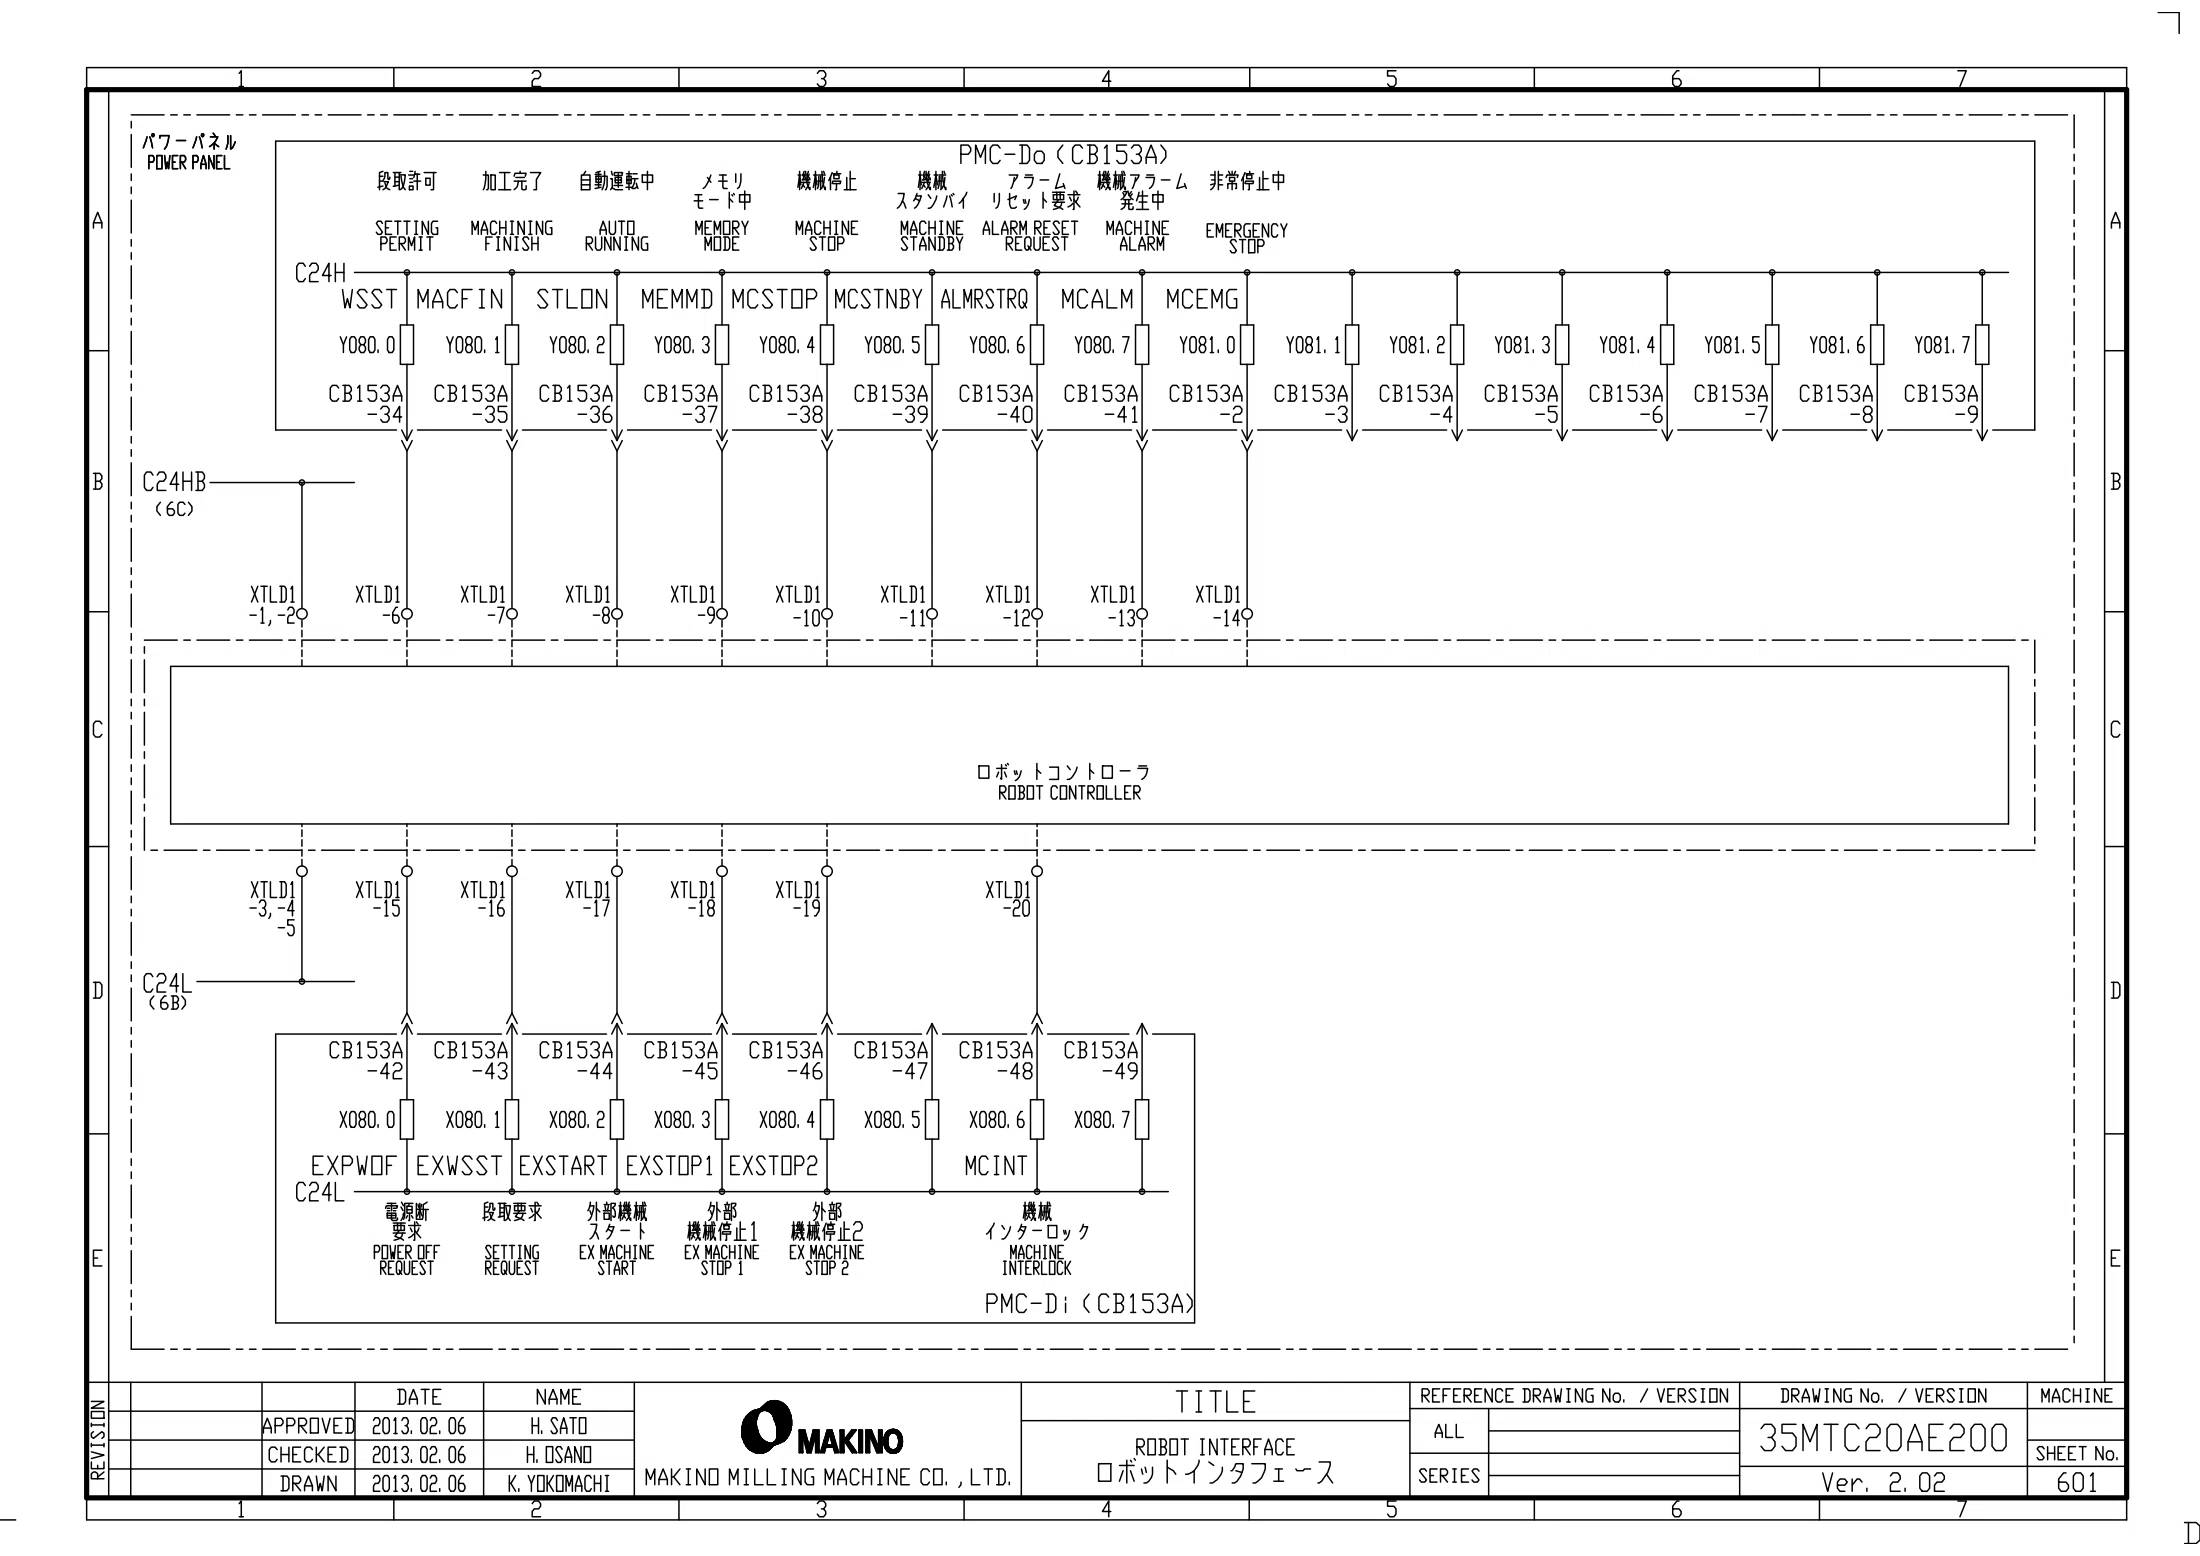 1 2 3 4 5 6 7
パワーパネル
POWER PANEL
PMC-Do(CB153A)
段取許可 加工完了 自動運転中 メモリ 機械停止 機械 アラーム 機械アラーム 非常停止中
モード中 スタンバイ リセット要求 発生中
SETTING MACHINING AUTO MEMORY MACHINE MACHINE ALARM RESET MACHINE EMERGENCY
PERMIT FINISH RUNNING MODE STOP STANDBY REQUEST ALARM STOP
A A
C24H
WSST MACFIN STLON MEMMD MCSTOP MCSTNBY ALMRSTRQ MCALM MCEMG
Y080.0 Y080.1 Y080.2 Y080.3 Y080.4 Y080.5 Y080.6 Y080.7 Y081.0 Y081.1 Y081.2 Y081.3 Y081.4 Y081.5 Y081.6 Y081.7
CB153A CB153A CB153A CB153A CB153A CB153A CB153A CB153A CB153A CB153A CB153A CB153A CB153A CB153A CB153A CB153A
-34 -35 -36 -37 -38 -39 -40 -41 -2 -3 -4 -5 -6 -7 -8 -9
B C24HB B
(6C)
XTLD1 XTLD1 XTLD1 XTLD1 XTLD1 XTLD1 XTLD1 XTLD1 XTLD1 XTLD1
-1,-2 -6 -7 -8 -9 -10 -11 -12 -13 -14
C C
ロボットコントローラ
ROBOT CONTROLLER
XTLD1 XTLD1 XTLD1 XTLD1 XTLD1 XTLD1 XTLD1
-3,-4 -15 -16 -17 -18 -19 -20
-5
D C24L D
(6B)
CB153A CB153A CB153A CB153A CB153A CB153A CB153A CB153A
-42 -43 -44 -45 -46 -47 -48 -49
X080.0 X080.1 X080.2 X080.3 X080.4 X080.5 X080.6 X080.7
EXPWOF EXWSST EXSTART EXSTOP1 EXSTOP2 MCINT
C24L
電源断 段取要求 外部機械 外部 外部 機械
要求 スタート 機械停止1 機械停止2 インターロック
POWER OFF SETTING EX MACHINE EX MACHINE EX MACHINE MACHINE
REQUEST REQUEST START STOP 1 STOP 2 INTERLOCK
E E
PMC-Di(CB153A)
REVISION
DATE NAME
APPROVED 2013.02.06 H. SATO
CHECKED 2013.02.06 H. OSANO
DRAWN 2013.02.06 K. YOKOMACHI
MAKINO
MAKINO MILLING MACHINE CO.,LTD.
TITLE
ROBOT INTERFACE
ロボットインタフェース
REFERENCE DRAWING No. / VERSION
ALL
SERIES
DRAWING No. / VERSION
35MTC20AE200
Ver. 2.02
MACHINE
SHEET No.
601
1 2 3 4 5 6 7
D